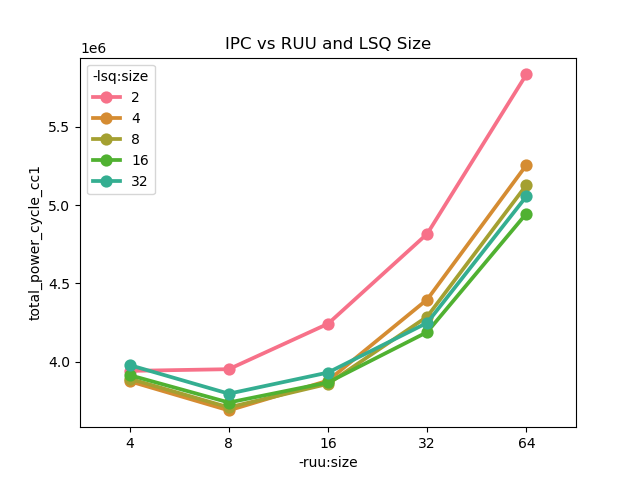 IPC vs RUU and LSQ Size
1e6
-lsq:size
2
4
8
16
32
5.5
5.0
4.5
4.0
total_power_cycle_cc1
4 8 16 32 64
-ruu:size